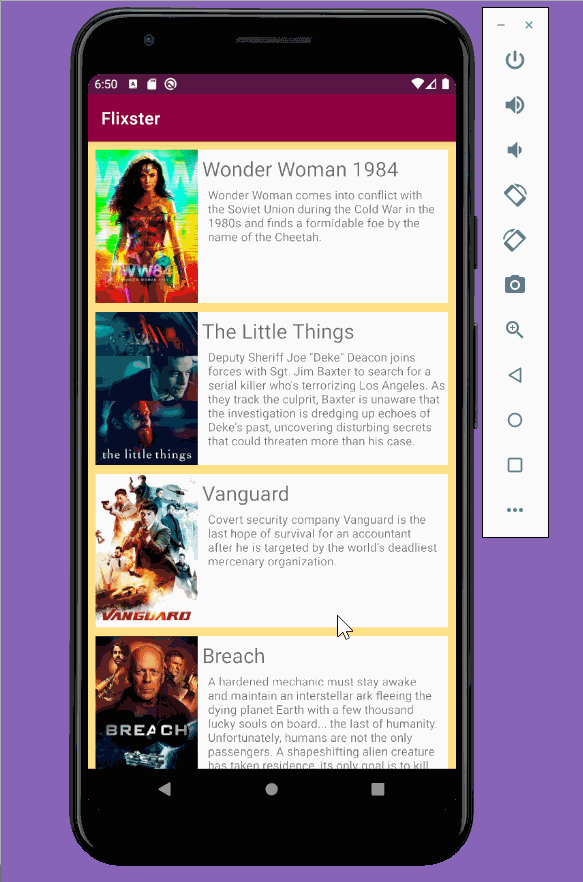 6:50
Flixster
Wonder Woman 1984
Wonder Woman comes into conflict with
the Soviet Union during the Cold War in the
1980s and finds a formidable foe by the
name of the Cheetah.
WW84
The Little Things
Deputy Sheriff Joe "Deke" Deacon joins
forces with Sgt. Jim Baxter to search for a
serial killer who's terrorizing Los Angeles. As
they track the culprit, Baxter is unaware that
the investigation is dredging up echoes of
Deke's past, uncovering disturbing secrets
that could threaten more than his case.
the little things
Vanguard
Covert security company Vanguard is the
last hope of survival for an accountant
after he is targeted by the world's deadliest
mercenary organization.
VANGUARD
Breach
A hardened mechanic must stay awake
and maintain an interstellar ark fleeing the
dying planet Earth with a few thousand
lucky souls on board... the last of humanity.
Unfortunately, humans are not the only
passengers. A shapeshifting alien creature
has taken residence, its only goal is to kill
BREACH